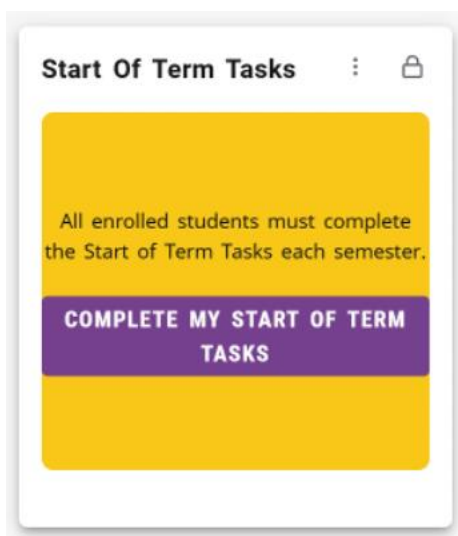 Start Of Term Tasks
All enrolled students must complete
the Start of Term Tasks each semester.
COMPLETE MY START OF TERM
TASKS